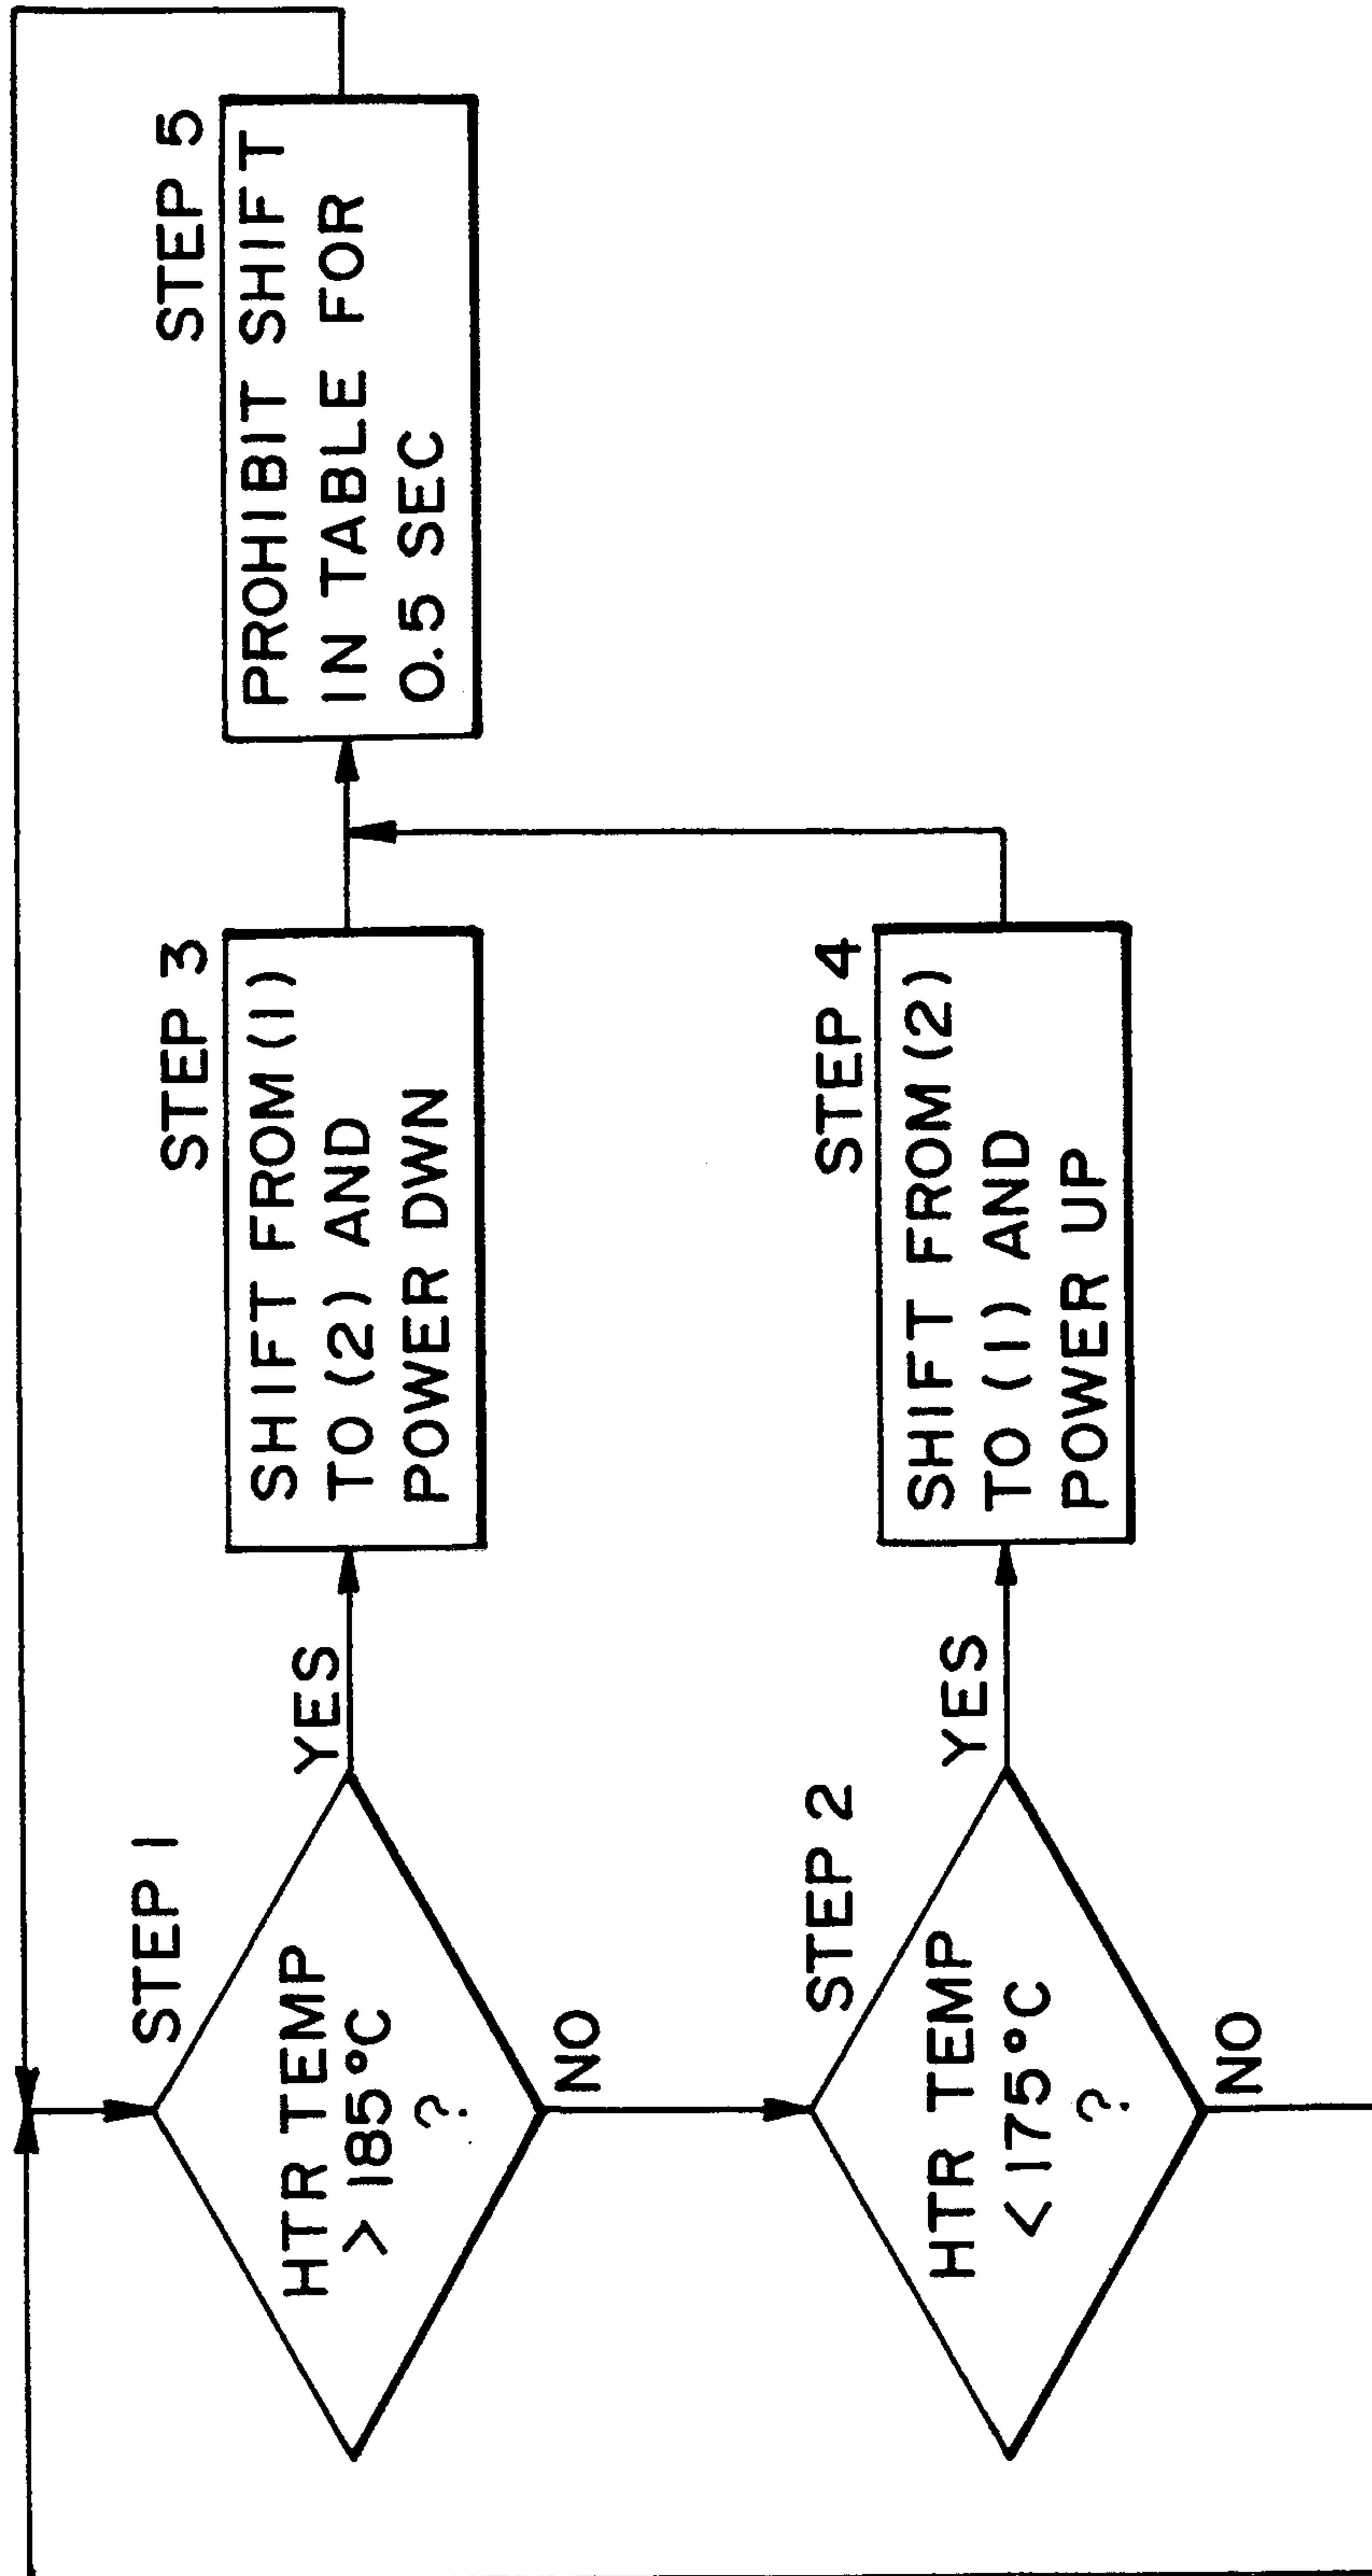 STEP 1
HTR TEMP
> 185°C
?
YES
NO
STEP 3
SHIFT FROM (1)
TO (2) AND
POWER DWN
STEP 5
PROHIBIT SHIFT
IN TABLE FOR
0.5 SEC
STEP 2
HTR TEMP
< 175°C
?
YES
NO
STEP 4
SHIFT FROM (2)
TO (1) AND
POWER UP